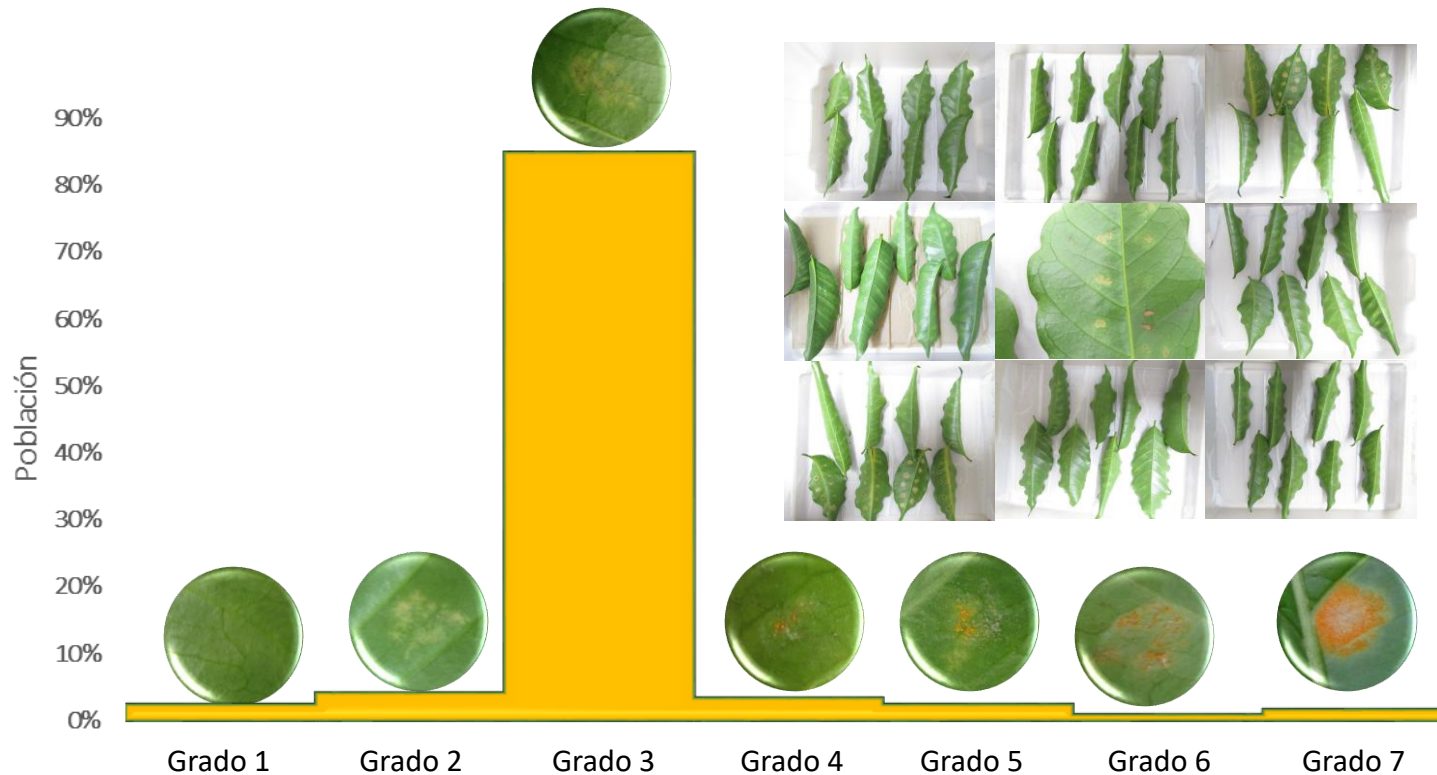 90%
80%
70%
60%
50%
40%
30%
20%
10%
0%
Población
Grado 1
Grado 2
Grado 3
Grado 4
Grado 5
Grado 6
Grado 7